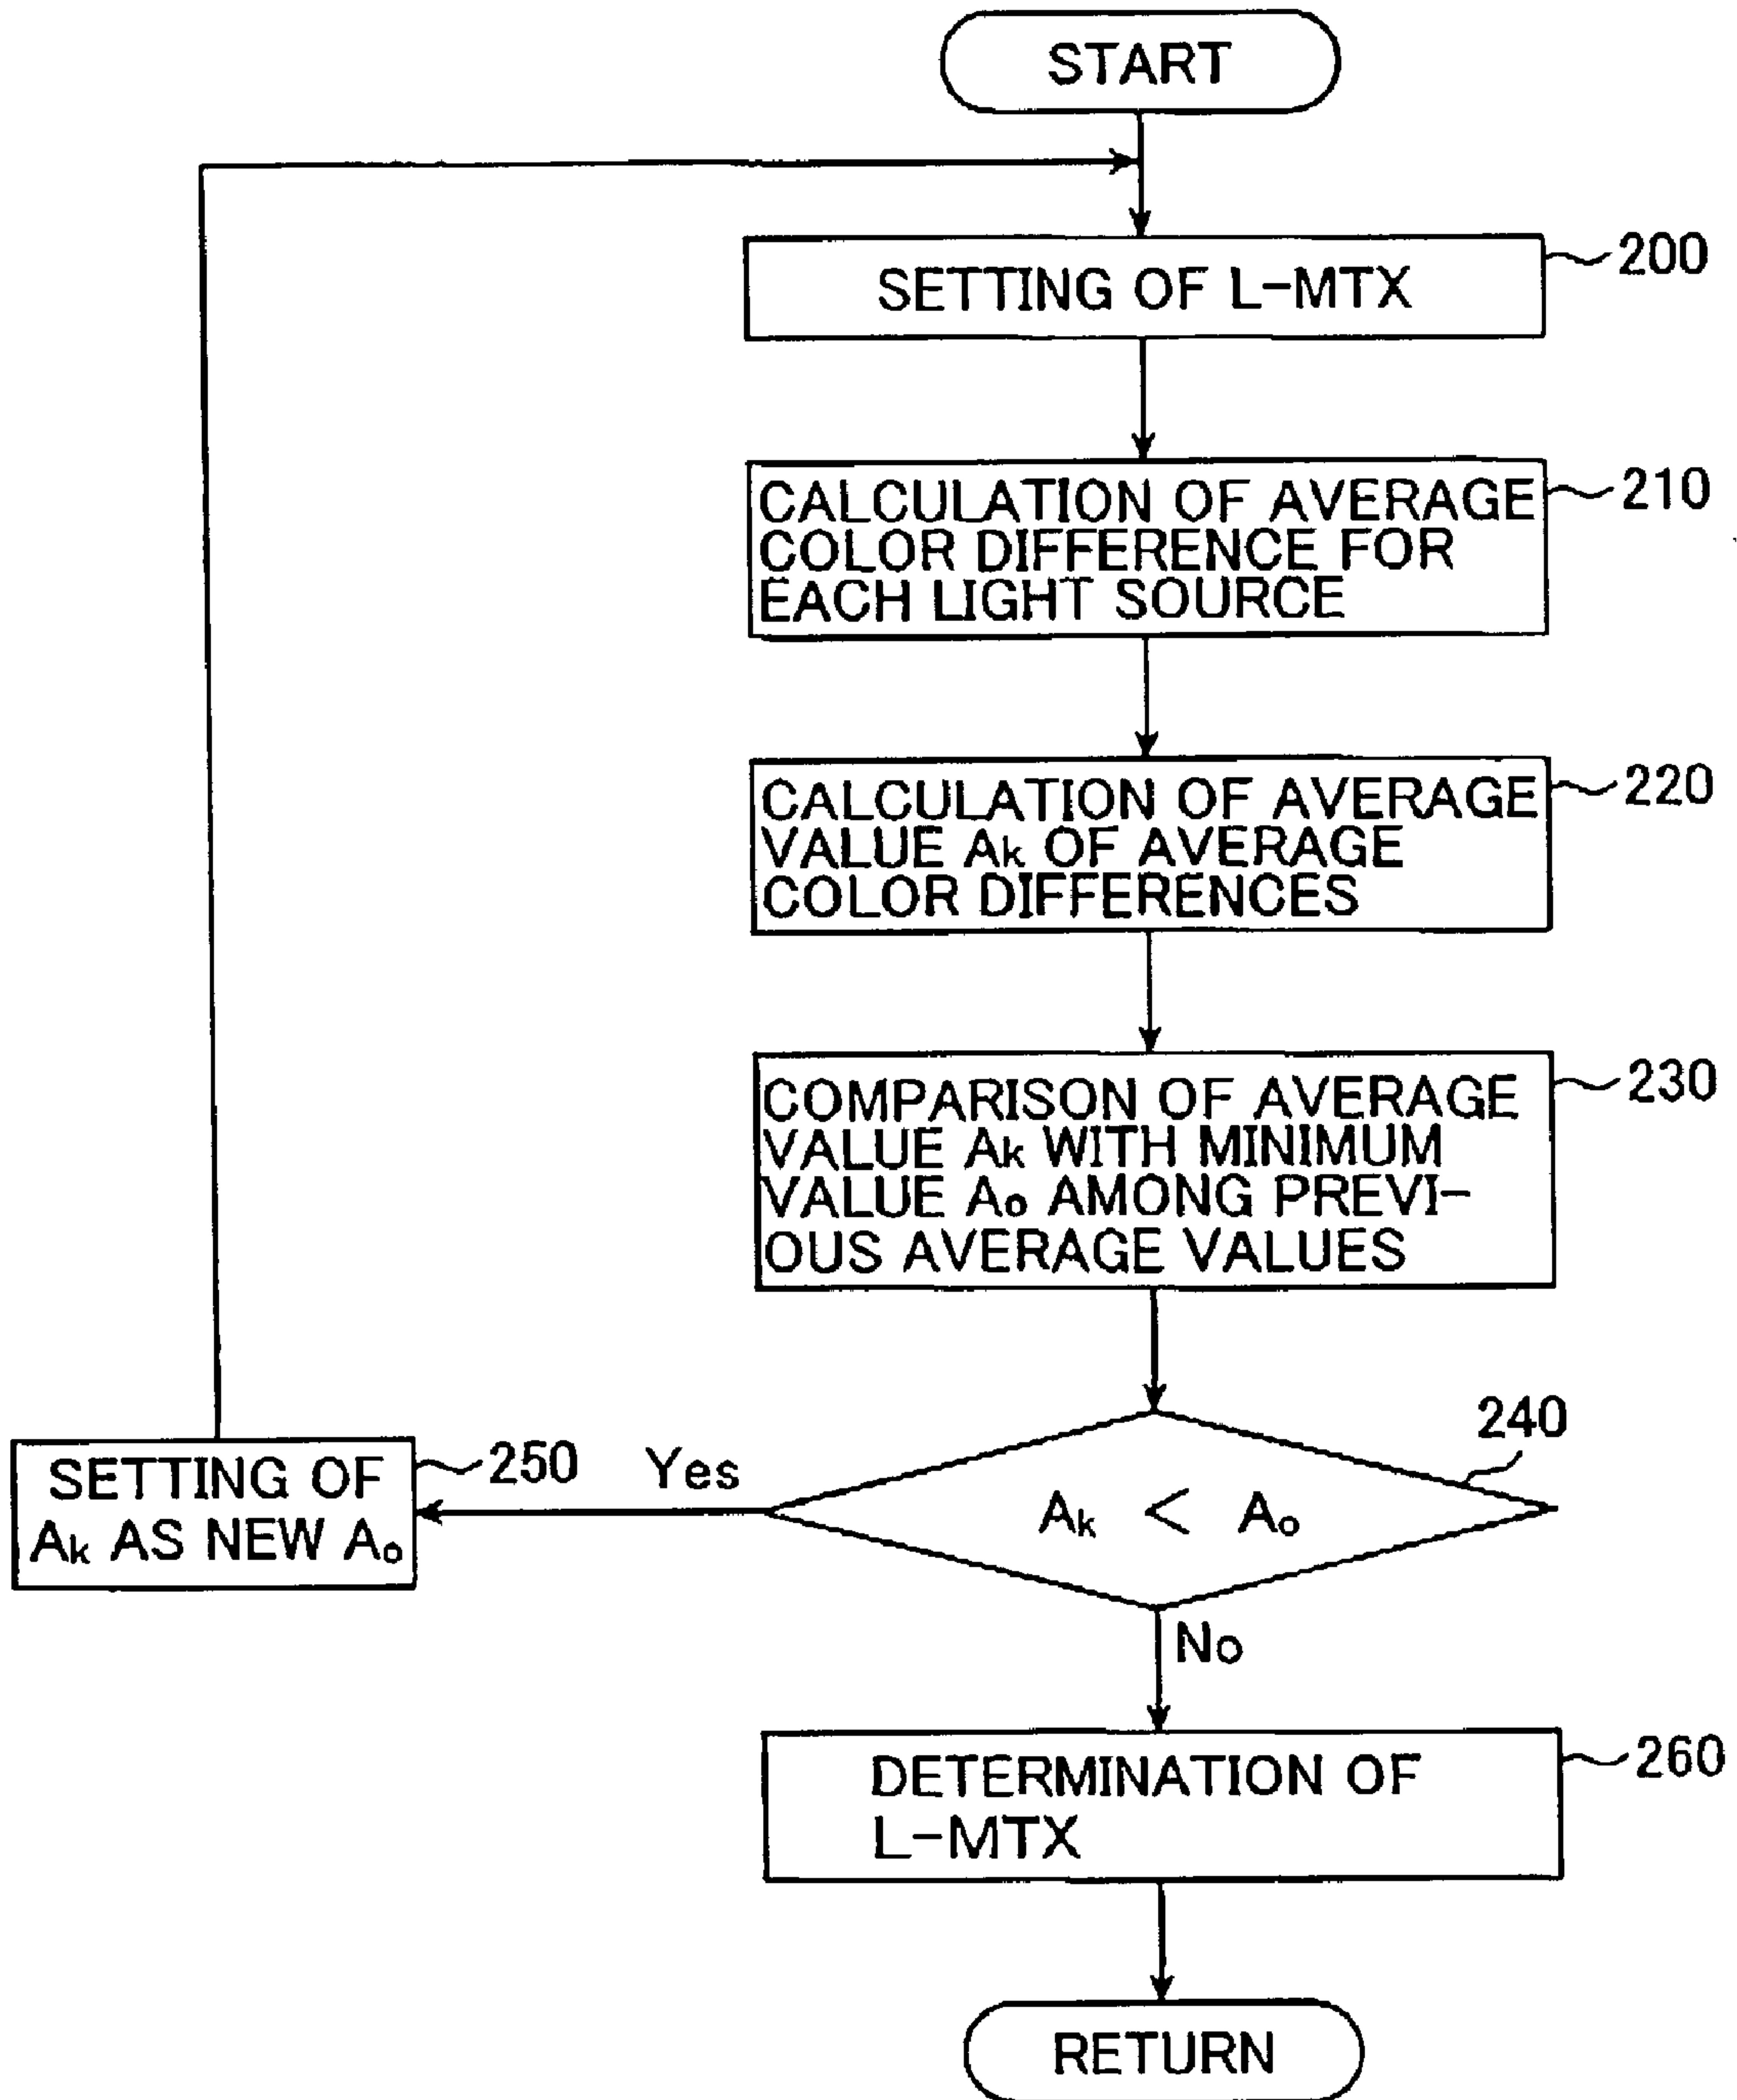 START
SETTING OF L-MTX
200
CALCULATION OF AVERAGE
COLOR DIFFERENCE FOR
EACH LIGHT SOURCE
210
CALCULATION OF AVERAGE
VALUE Ak OF AVERAGE
COLOR DIFFERENCES
220
COMPARISON OF AVERAGE
VALUE Ak WITH MINIMUM
VALUE Ao AMONG PREVI-
OUS AVERAGE VALUES
230
240
Ak < Ao
Yes
SETTING OF
Ak AS NEW Ao
250
No
DETERMINATION OF
L-MTX
260
RETURN